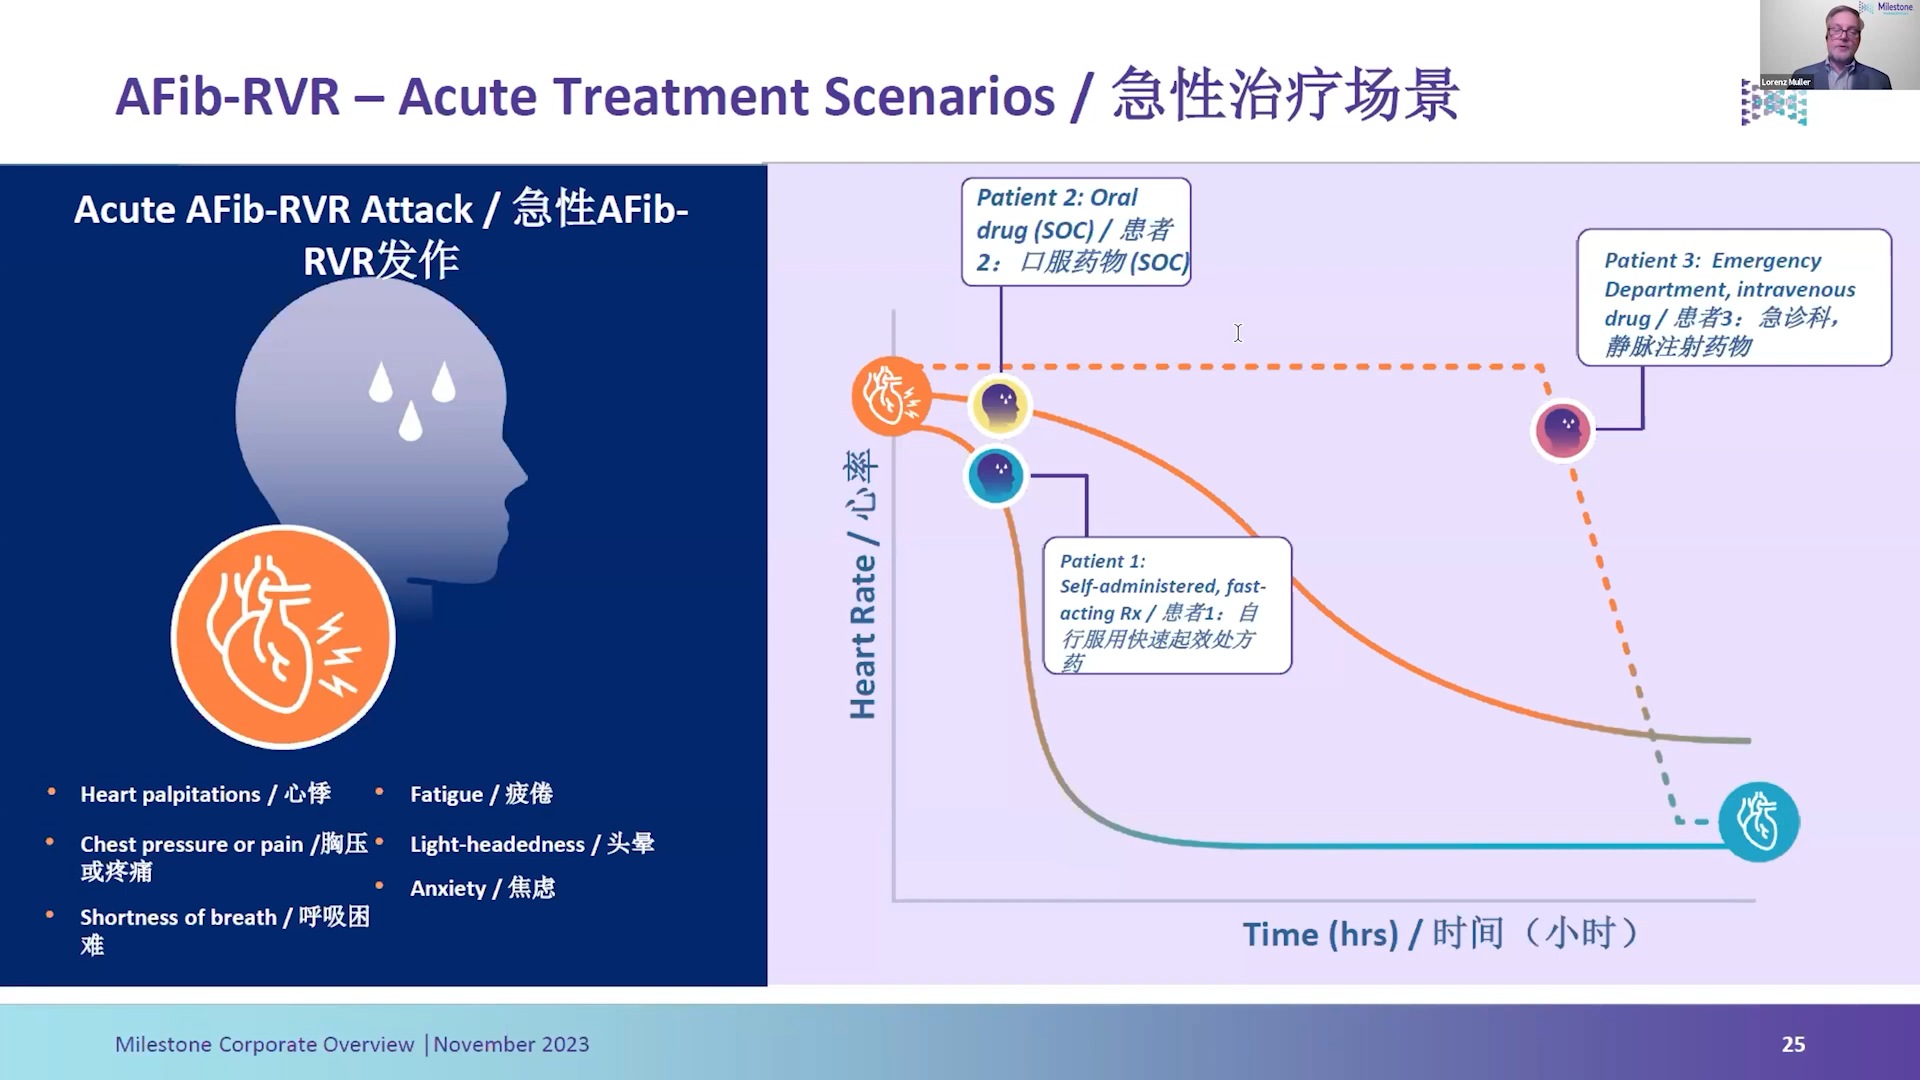 Milestone
Lorenz Muller
AFib-RVR – Acute Treatment Scenarios / 急性治疗场景
Acute AFib-RVR Attack / 急性AFib-
RVR发作
Heart palpitations / 心悸
Chest pressure or pain /胸压
或疼痛
Shortness of breath / 呼吸困
难
Fatigue / 疲倦
Light-headedness / 头晕
Anxiety / 焦虑
Patient 2: Oral
drug (SOC) / 患者
2： 口服药物 (SOC)
Patient 3: Emergency
Department, intravenous
drug / 患者3：急诊科，
静脉注射药物
Patient 1:
Self-administered, fast-
acting Rx / 患者1：自
行服用快速起效处方
药
Heart Rate / 心率
Time (hrs) / 时间（小时）
Milestone Corporate Overview |November 2023
25